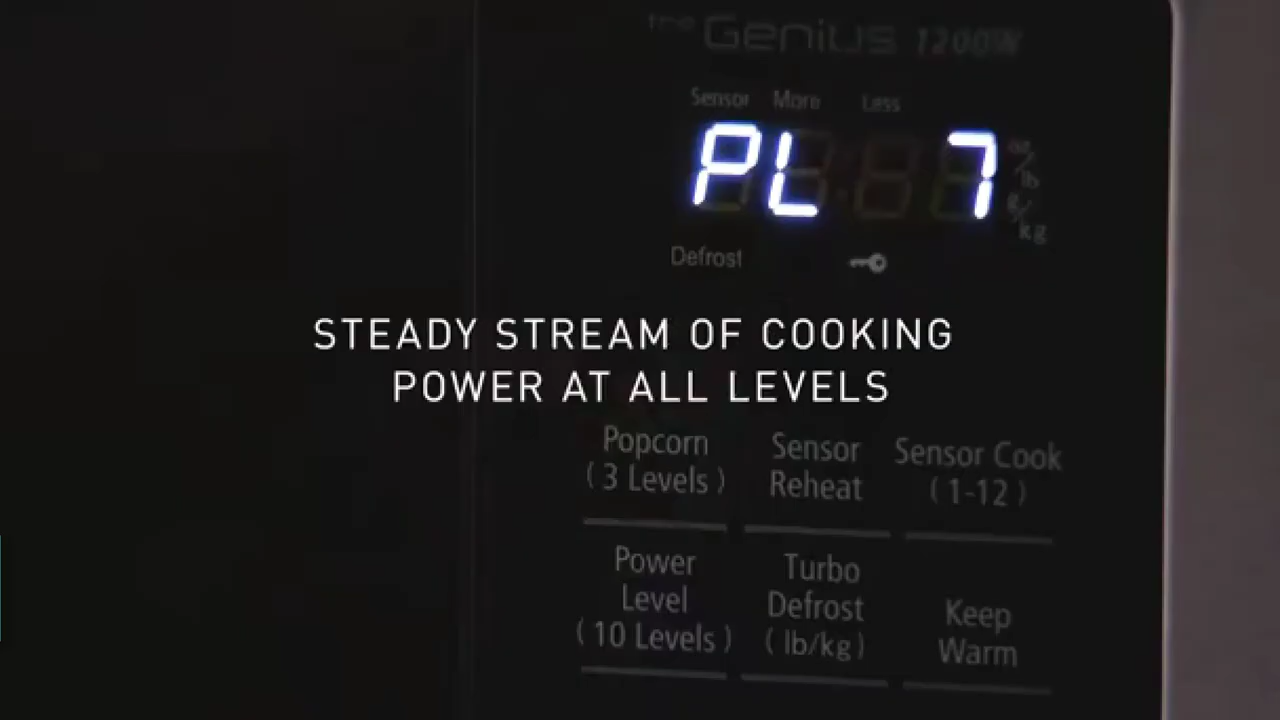 the Genius 1200W
Sensor More Less
PL 7
oz/lb
g/kg
Defrost
STEADY STREAM OF COOKING
POWER AT ALL LEVELS
Popcorn
(3 Levels)
Sensor
Reheat
Sensor Cook
(1-12)
Power
Level
(10 Levels)
Turbo
Defrost
(lb/kg)
Keep
Warm